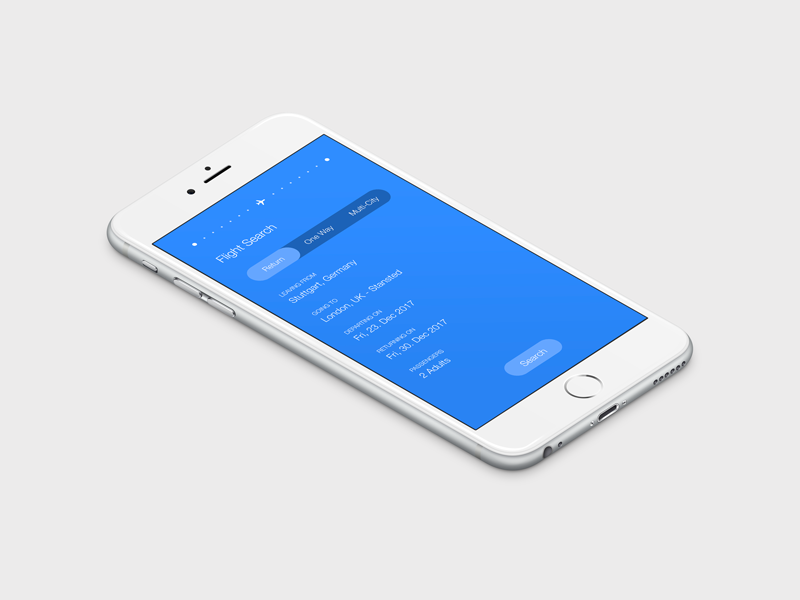 Flight Search
Return One Way Multi-City
LEAVING FROM
Stuttgart, Germany
GOING TO
London, UK - Stansted
DEPARTING ON
Fri, 23. Dec 2017
RETURNING ON
Fri, 30. Dec 2017
PASSENGERS
2 Adults
Search